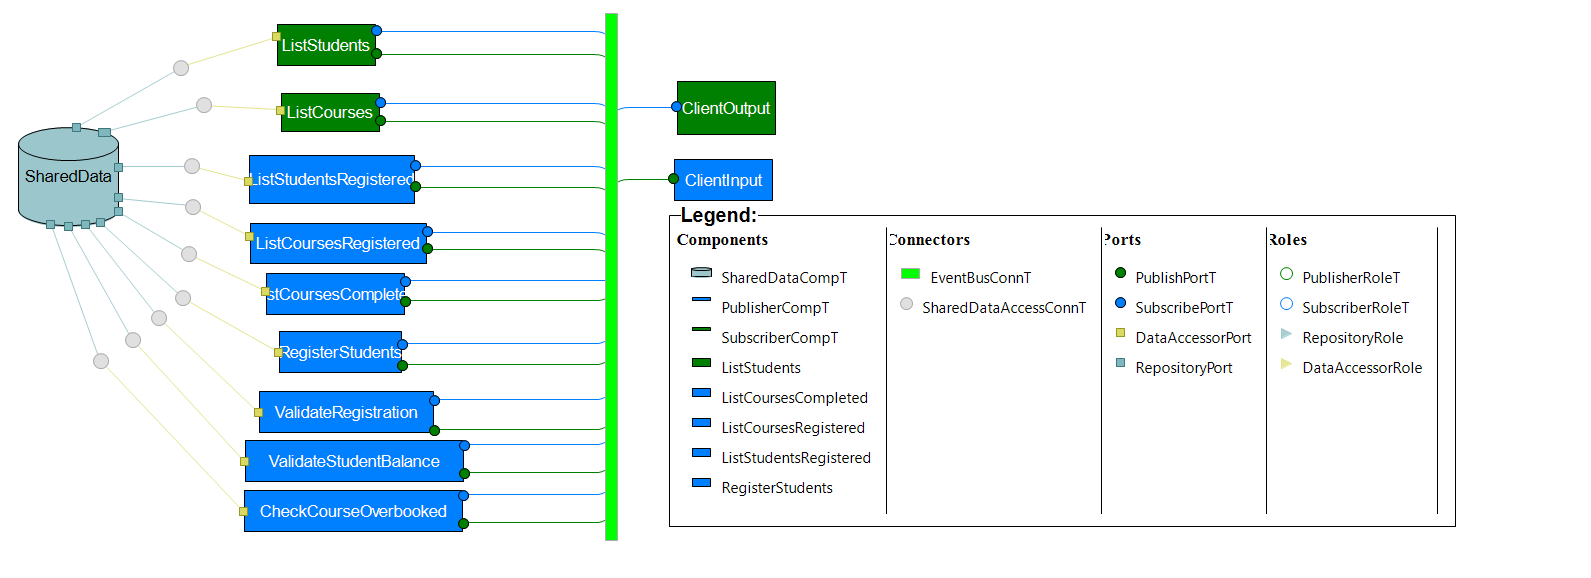 ListStudents
ListCourses
SharedData
ListStudentsRegistered
ListCoursesRegistered
stCoursesComplete
RegisterStudents
ValidateRegistration
ValidateStudentBalance
CheckCourseOverbooked
ClientOutput
ClientInput
Legend:
Components
SharedDataCompT
PublisherCompT
SubscriberCompT
ListStudents
ListCoursesCompleted
ListCoursesRegistered
ListStudentsRegistered
RegisterStudents
Connectors
EventBusConnT
SharedDataAccessConnT
Ports
PublishPortT
SubscribePortT
DataAccessorPort
RepositoryPort
Roles
PublisherRoleT
SubscriberRoleT
RepositoryRole
DataAccessorRole